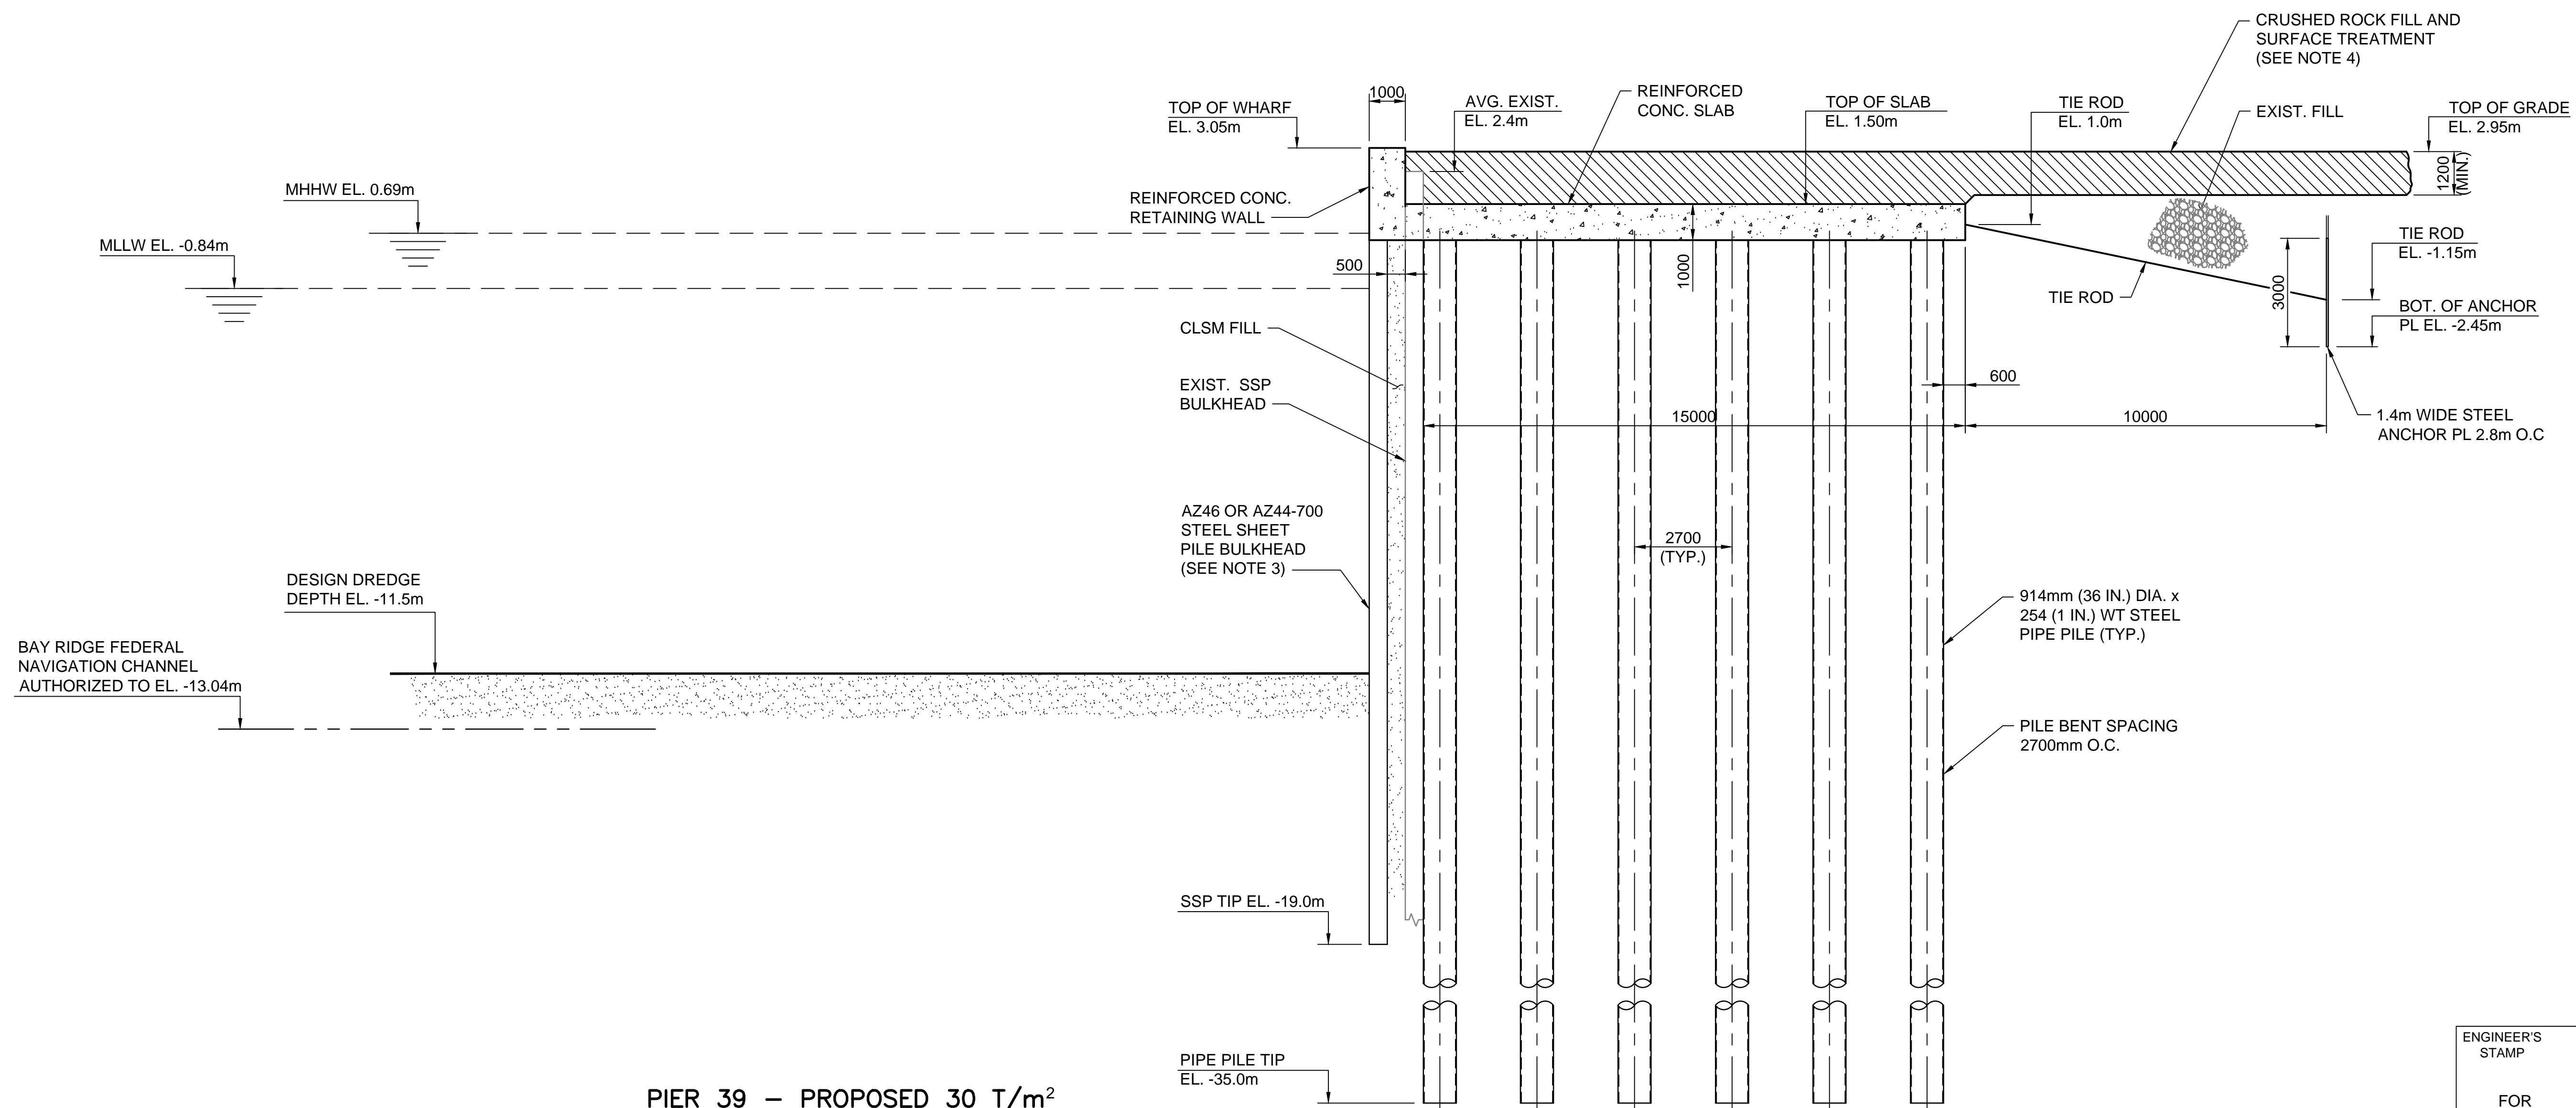 CRUSHED ROCK FILL AND
SURFACE TREATMENT
(SEE NOTE 4)
1000
TOP OF WHARF
EL. 3.05m
AVG. EXIST.
EL. 2.4m
REINFORCED
CONC. SLAB
TOP OF SLAB
EL. 1.50m
TIE ROD
EL. 1.0m
EXIST. FILL
TOP OF GRADE
EL. 2.95m
1200
(MIN.)
MHHW EL. 0.69m
REINFORCED CONC.
RETAINING WALL
MLLW EL. -0.84m
500
1000
TIE ROD
3000
TIE ROD
EL. -1.15m
BOT. OF ANCHOR
PL EL. -2.45m
CLSM FILL
EXIST. SSP
BULKHEAD
600
15000
10000
1.4m WIDE STEEL
ANCHOR PL 2.8m O.C
AZ46 OR AZ44-700
STEEL SHEET
PILE BULKHEAD
(SEE NOTE 3)
2700
(TYP.)
DESIGN DREDGE
DEPTH EL. -11.5m
914mm (36 IN.) DIA. x
254 (1 IN.) WT STEEL
PIPE PILE (TYP.)
BAY RIDGE FEDERAL
NAVIGATION CHANNEL
AUTHORIZED TO EL. -13.04m
PILE BENT SPACING
2700mm O.C.
SSP TIP EL. -19.0m
PIPE PILE TIP
EL. -35.0m
PIER 39 – PROPOSED 30 T/m²
ENGINEER'S
STAMP
FOR